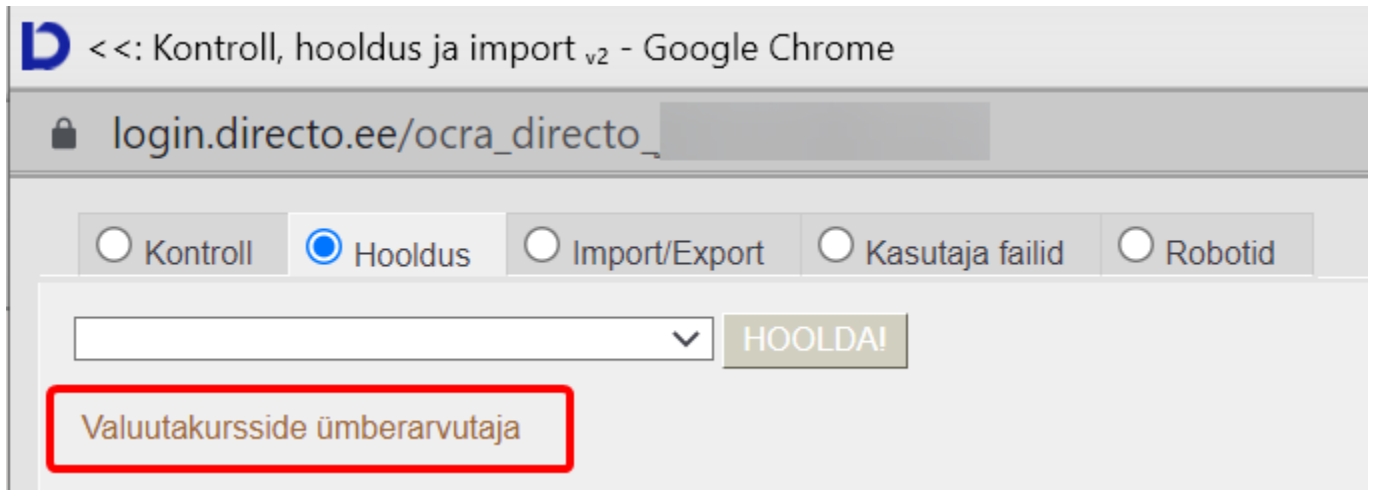 <<: Kontroll, hooldus ja import v2 - Google Chrome
login.directo.ee/ocra_directo_
Kontroll Hooldus Import/Export Kasutaja failid Robotid
HOOLDA!
Valuutakursside ümberarvutaja